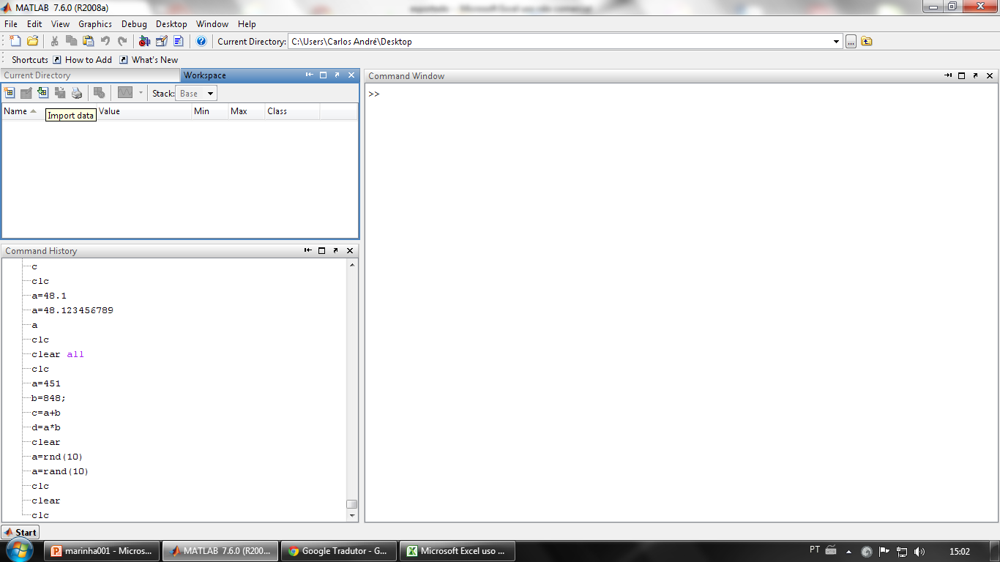 MATLAB 7.6.0 (R2008a)
File Edit View Graphics Debug Desktop Window Help
Current Directory: C:\Users\Carlos André\Desktop ...
Shortcuts How to Add What's New
Current Directory Workspace
Stack: Base
Name Value Min Max Class
Import data
Command History
c
clc
a=48.1
a=48.123456789
a
clc
clear all
clc
a=451
b=848;
c=a+b
d=a*b
clear
a=rnd(10)
a=rand(10)
clc
clear
clc
Command Window
>>
Start
marinha001 - Micros... MATLAB 7.6.0 (R200... Google Tradutor - G... Microsoft Excel uso ... PT 15:02